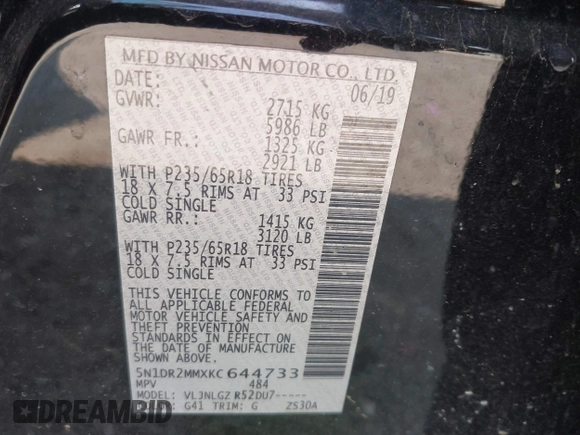 MFD BY NISSAN MOTOR CO., LTD.
DATE: 06/19
GVWR: 2715 KG
5986 LB
GAWR FR.: 1325 KG
2921 LB
WITH P235/65R18 TIRES
18 X 7.5 RIMS AT 33 PSI
COLD SINGLE
GAWR RR.: 1415 KG
3120 LB
WITH P235/65R18 TIRES
18 X 7.5 RIMS AT 33 PSI
COLD SINGLE
THIS VEHICLE CONFORMS TO
ALL APPLICABLE FEDERAL
MOTOR VEHICLE SAFETY AND
THEFT PREVENTION
STANDARDS IN EFFECT ON
THE DATE OF MANUFACTURE
SHOWN ABOVE.
5N1DR2MMXKC644733
MPV 484
MODEL: VLJNLGZ R52DU7-----
G41 TRIM: G 2S30A
BIDMOTO